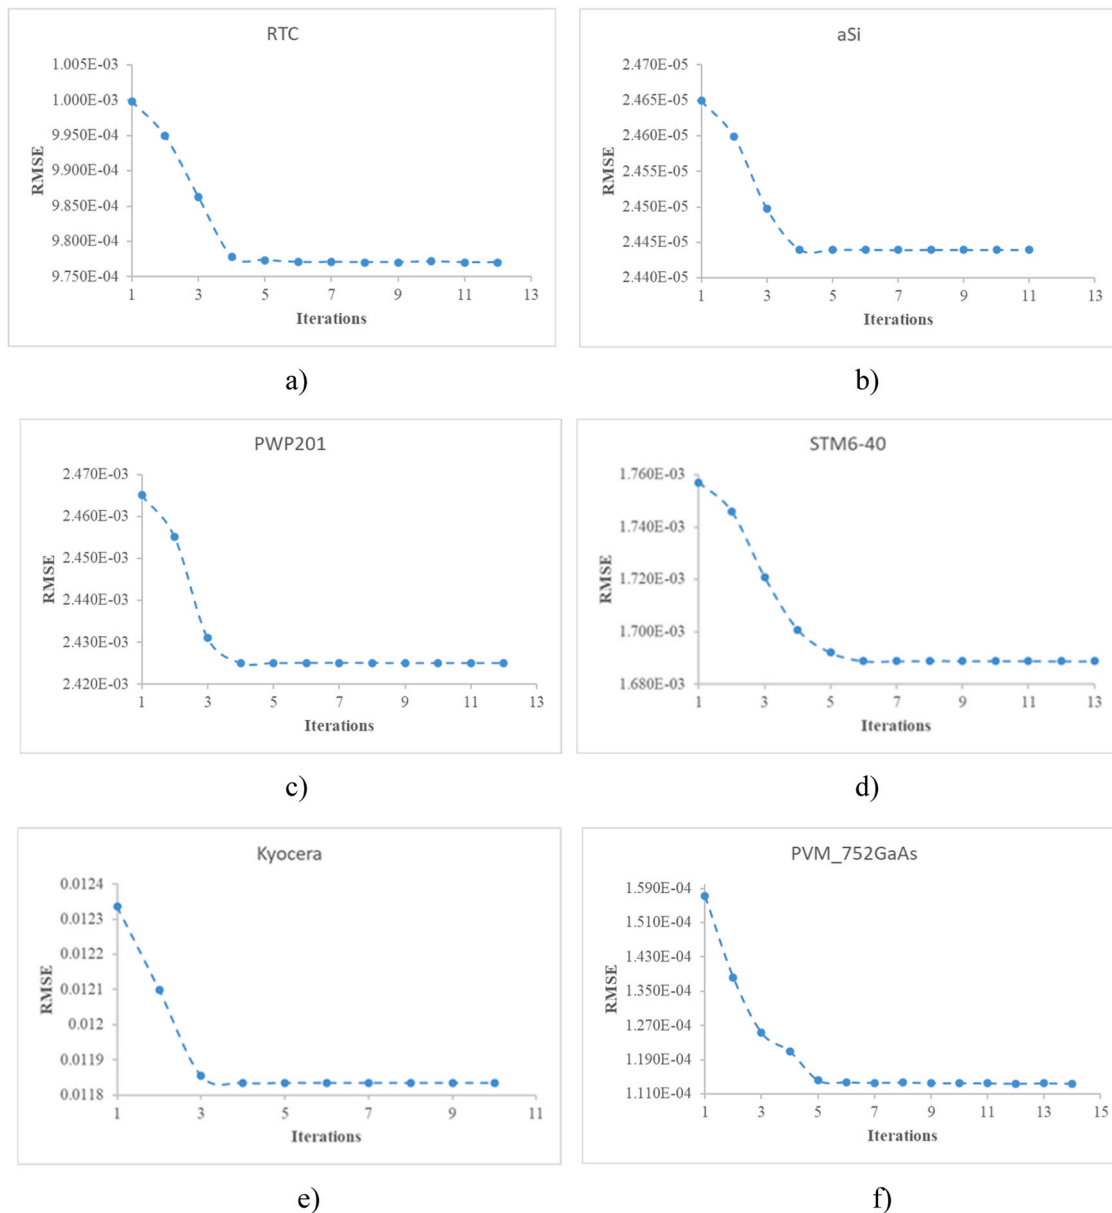 RTC
1.005E-03
1.000E-03
9.950E-04
9.900E-04
9.850E-04
9.800E-04
9.750E-04
RMSE
1 3 5 7 9 11 13
Iterations
a)
aSi
2.470E-05
2.465E-05
2.460E-05
2.455E-05
2.450E-05
2.445E-05
2.440E-05
RMSE
1 3 5 7 9 11 13
Iterations
b)
PWP201
2.470E-03
2.460E-03
2.450E-03
2.440E-03
2.430E-03
2.420E-03
RMSE
1 3 5 7 9 11 13
Iterations
c)
STM6-40
1.760E-03
1.740E-03
1.720E-03
1.700E-03
1.680E-03
RMSE
1 3 5 7 9 11 13
Iterations
d)
Kyocera
0.0124
0.0123
0.0122
0.0121
0.012
0.0119
0.0118
RMSE
1 3 5 7 9 11
Iterations
e)
PVM_752GaAs
1.590E-04
1.510E-04
1.430E-04
1.350E-04
1.270E-04
1.190E-04
1.110E-04
RMSE
1 3 5 7 9 11 13 15
Iterations
f)